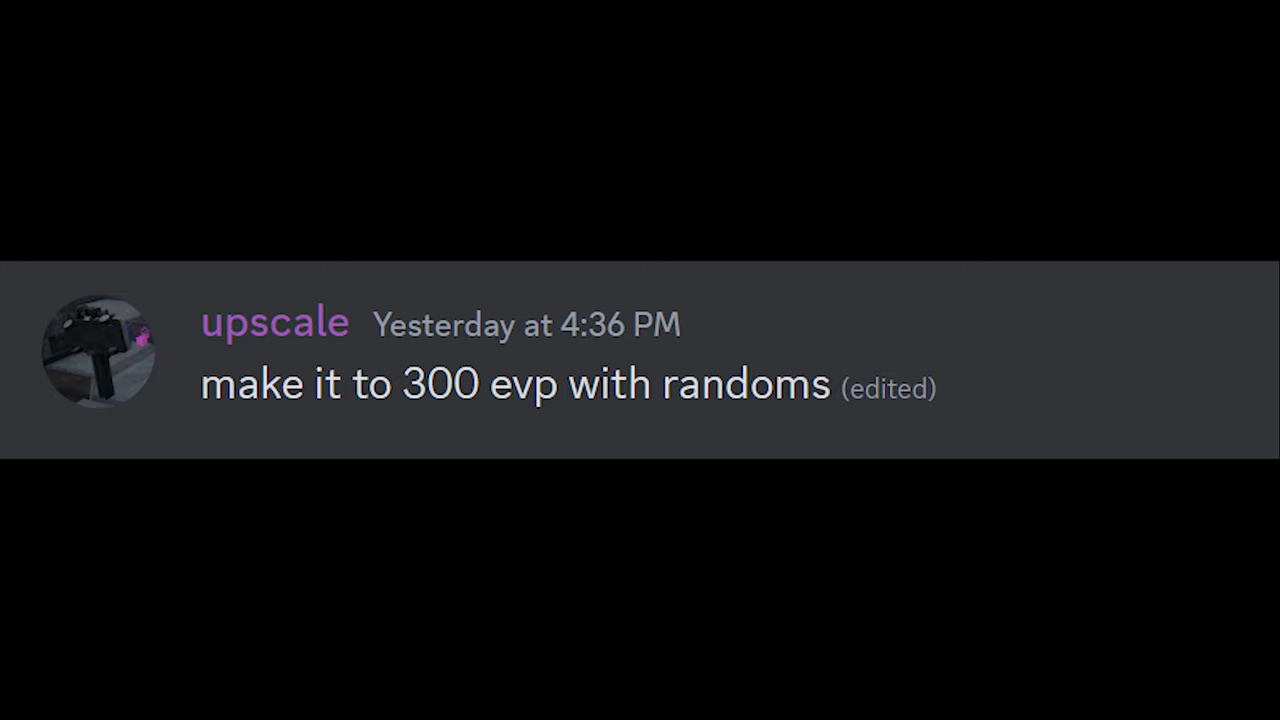 upscale Yesterday at 4:36 PM
make it to 300 evp with randoms (edited)